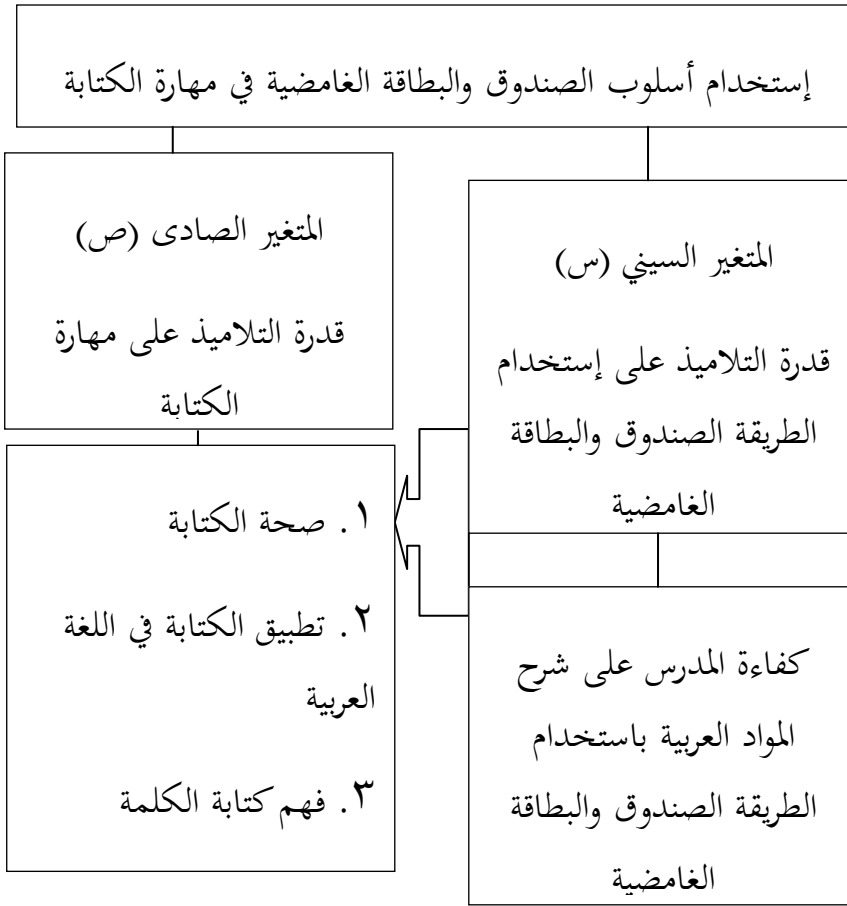 إستخدام أسلوب الصندوق والبطاقة الغامضية في مهارة الكتابة
المتغير السيني (س)
قدرة التلاميذ على إستخدام
الطريقة الصندوق والبطاقة
الغامضية
كفاءة المدرس على شرح
المواد العربية باستخدام
الطريقة الصندوق والبطاقة
الغامضية
المتغير الصادى (ص)
قدرة التلاميذ على مهارة
الكتابة
١. صحة الكتابة
٢. تطبيق الكتابة في اللغة
العربية
٣. فهم كتابة الكلمة